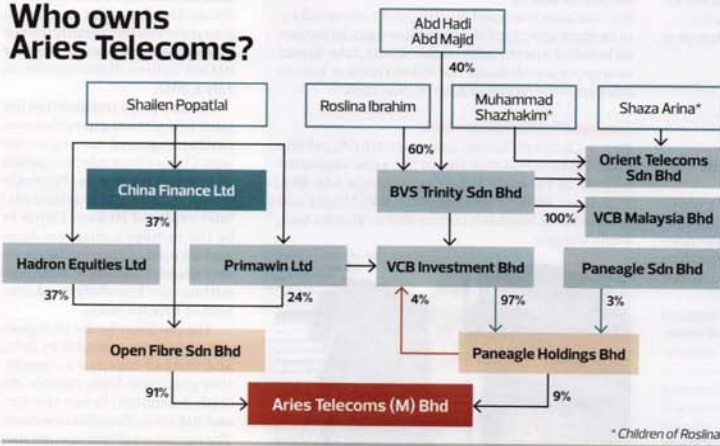 Who owns
Aries Telecoms?
Abd Hadi
Abd Majid
40%
Shailen Popatlal
Roslina Ibrahim
Muhammad
Shazhakim*
Shaza Arina*
60%
Orient Telecoms
Sdn Bhd
China Finance Ltd
BVS Trinity Sdn Bhd
37%
100%
VCB Malaysia Bhd
Hadron Equities Ltd
Primawin Ltd
VCB Investment Bhd
Paneagle Sdn Bhd
37%
24%
4%
97%
3%
Open Fibre Sdn Bhd
Paneagle Holdings Bhd
91%
9%
Aries Telecoms (M) Bhd
* Children of Roslina